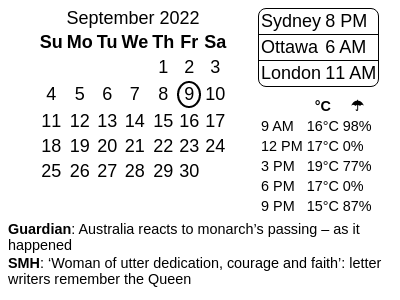 September 2022
Su Mo Tu We Th Fr Sa
1 2 3
4 5 6 7 8 9 10
11 12 13 14 15 16 17
18 19 20 21 22 23 24
25 26 27 28 29 30
Sydney 8 PM
Ottawa 6 AM
London 11 AM
°C ☂
9 AM 16°C 98%
12 PM 17°C 0%
3 PM 19°C 77%
6 PM 17°C 0%
9 PM 15°C 87%
Guardian: Australia reacts to monarch’s passing – as it
happened
SMH: ‘Woman of utter dedication, courage and faith’: letter
writers remember the Queen